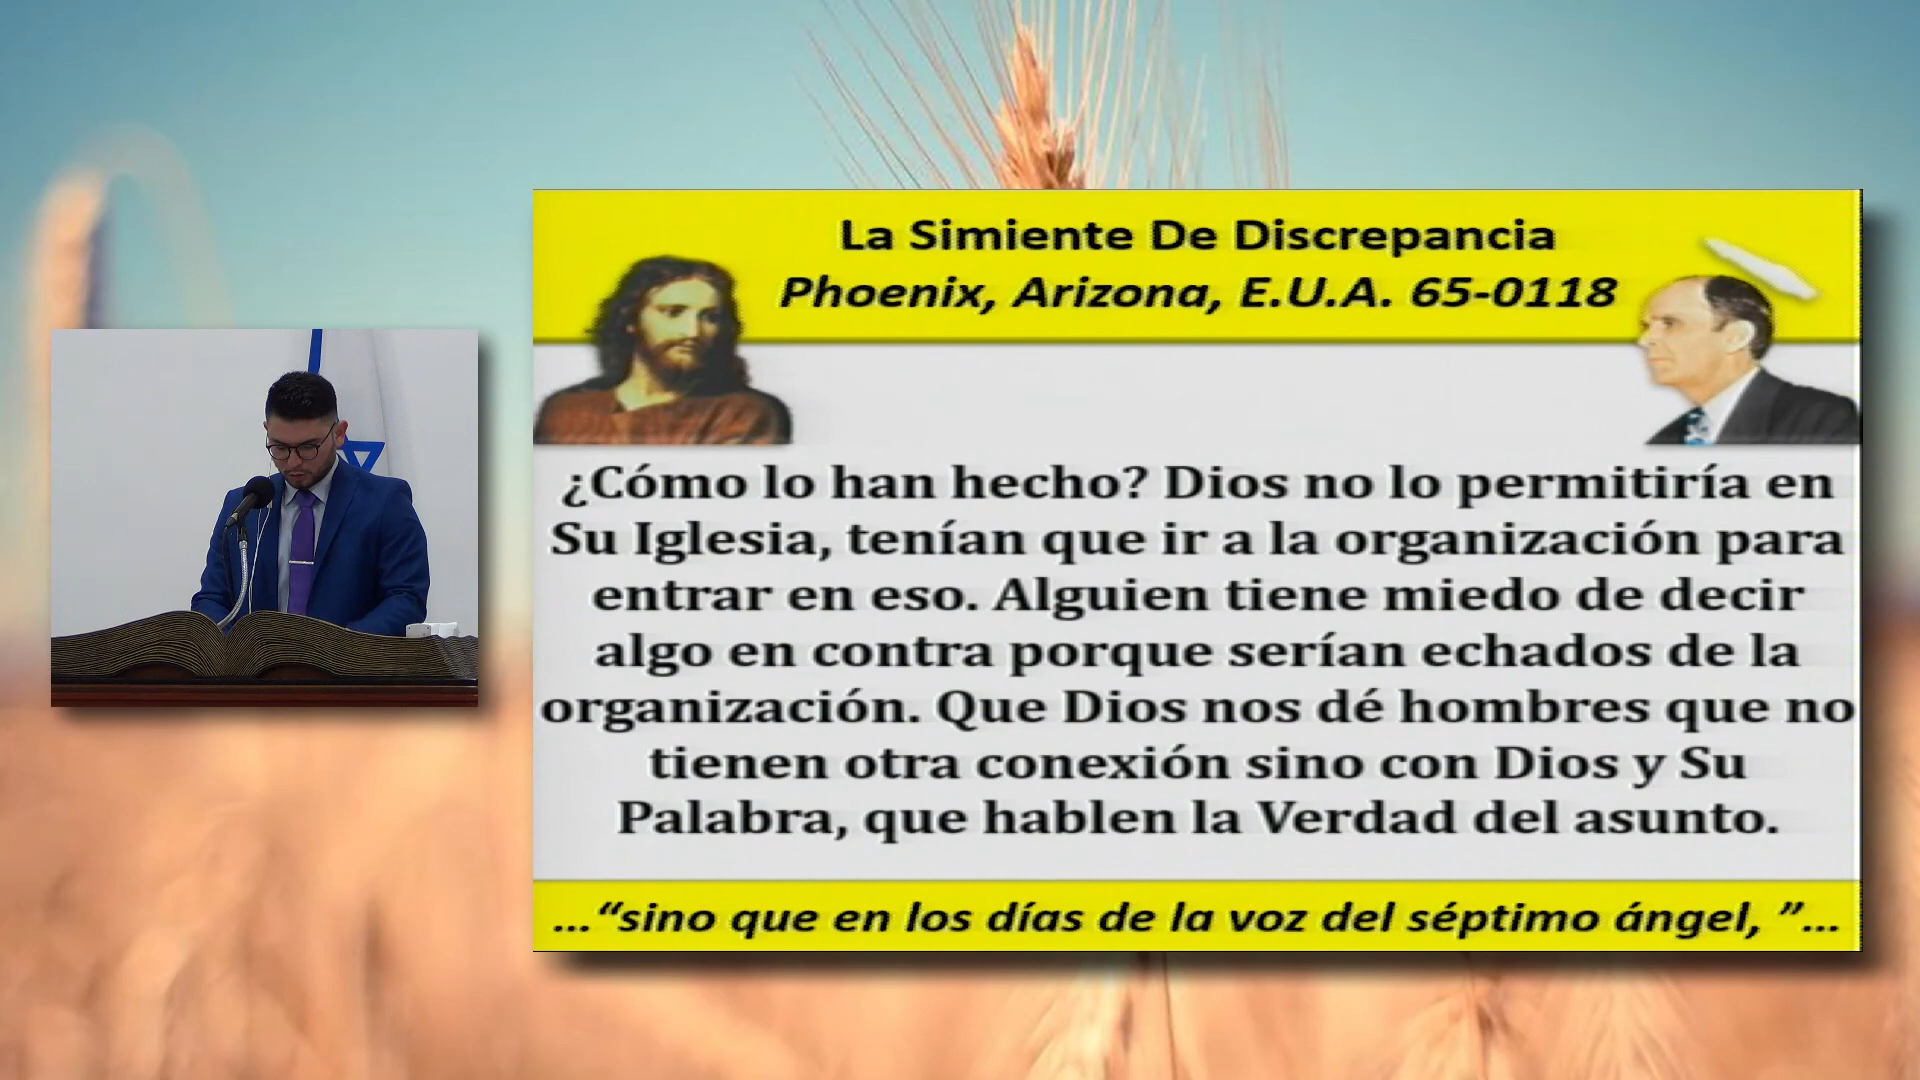 La Simiente De Discrepancia
Phoenix, Arizona, E.U.A. 65-0118
¿Cómo lo han hecho? Dios no lo permitiría en
Su Iglesia, tenían que ir a la organización para
entrar en eso. Alguien tiene miedo de decir
algo en contra porque serían echados de la
organización. Que Dios nos dé hombres que no
tienen otra conexión sino con Dios y Su
Palabra, que hablen la Verdad del asunto.
...“sino que en los días de la voz del séptimo ángel, ”...